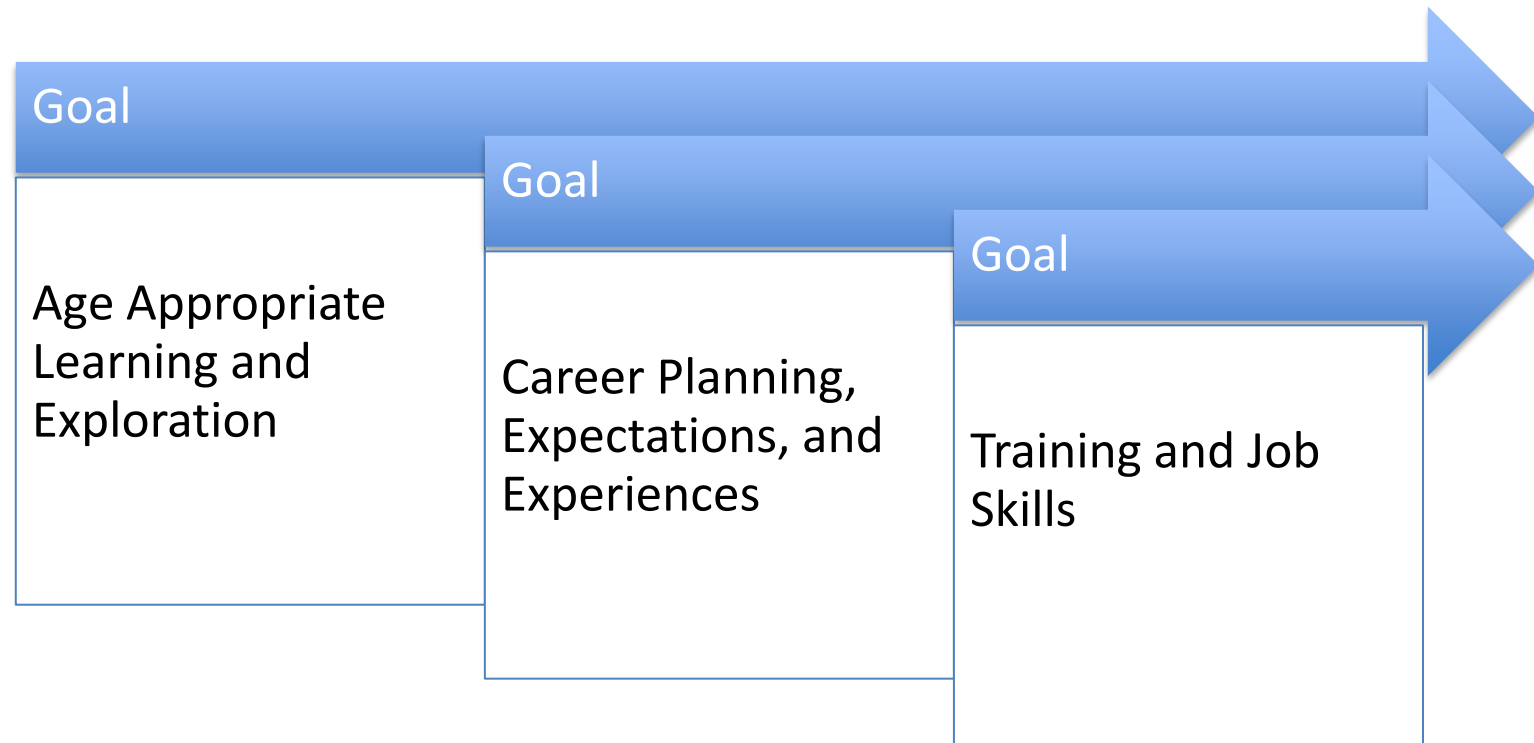 Goal
Age Appropriate
Learning and
Exploration
Goal
Career Planning,
Expectations, and
Experiences
Goal
Training and Job
Skills